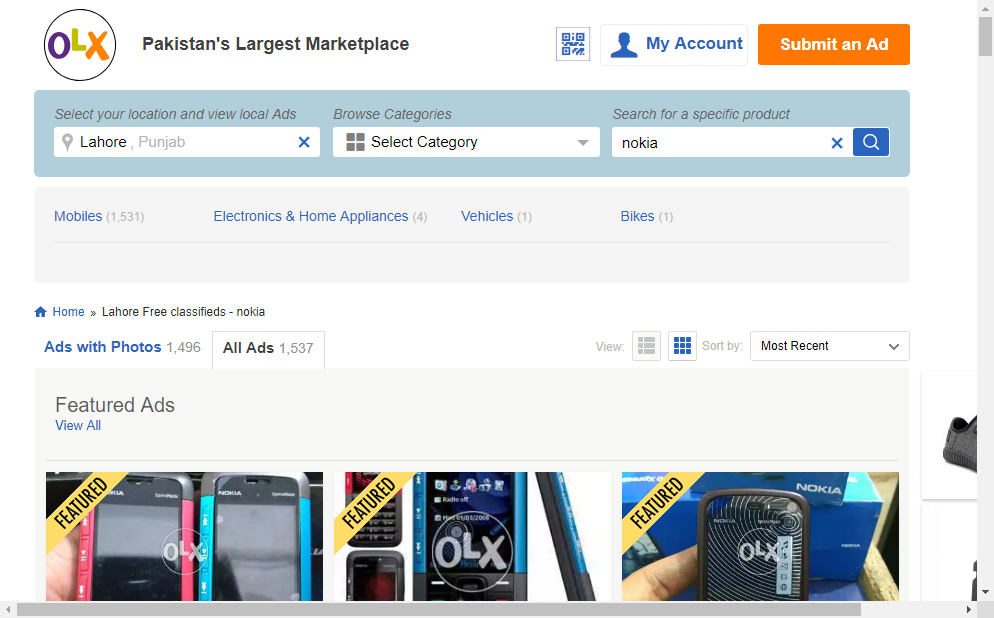 OLX
Pakistan's Largest Marketplace
My Account
Submit an Ad
Select your location and view local Ads
Browse Categories
Search for a specific product
Lahore , Punjab
Select Category
nokia
Mobiles (1,531)
Electronics & Home Appliances (4)
Vehicles (1)
Bikes (1)
Home » Lahore Free classifieds - nokia
Ads with Photos 1,496
All Ads 1,537
View:
Sort by:
Most Recent
Featured Ads
View All
FEATURED
NOKIA
XpressMusic
OLX
FEATURED
Radio off
OLX
Menu
FEATURED
NOKIA
NOKIA
OLX
NOKIA